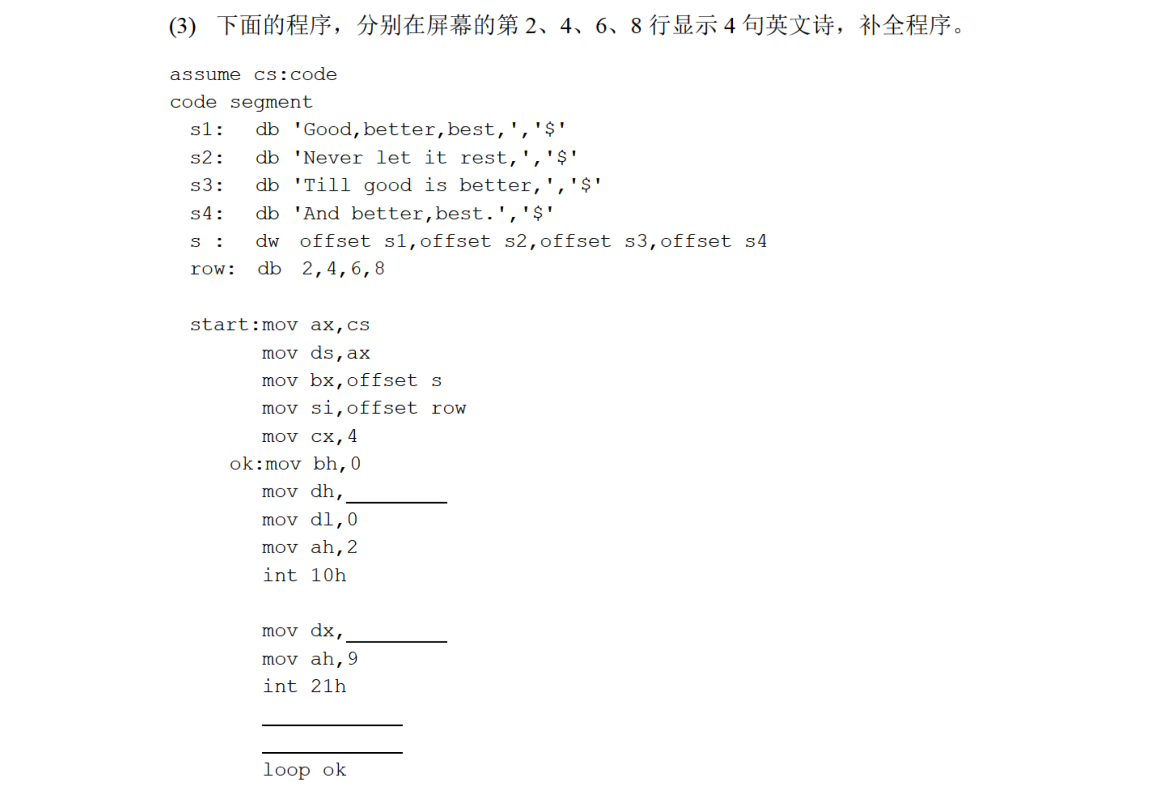 (3) 下面的程序，分别在屏幕的第 2、4、6、8 行显示 4 句英文诗，补全程序。
assume cs:code
code segment
s1: db 'Good,better,best,','$'
s2: db 'Never let it rest,','$'
s3: db 'Till good is better,','$'
s4: db 'And better,best.','$'
s : dw offset s1,offset s2,offset s3,offset s4
row: db 2,4,6,8
start:mov ax,cs
mov ds,ax
mov bx,offset s
mov si,offset row
mov cx,4
ok:mov bh,0
mov dh,________
mov dl,0
mov ah,2
int 10h
mov dx,________
mov ah,9
int 21h
____________
____________
loop ok